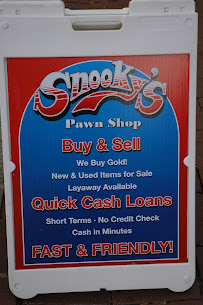 Snooky's
Pawn Shop
Buy & Sell
We Buy Gold!
New & Used Items for Sale
Layaway Available
Quick Cash Loans
Short Terms - No Credit Check
Cash in Minutes
FAST & FRIENDLY!